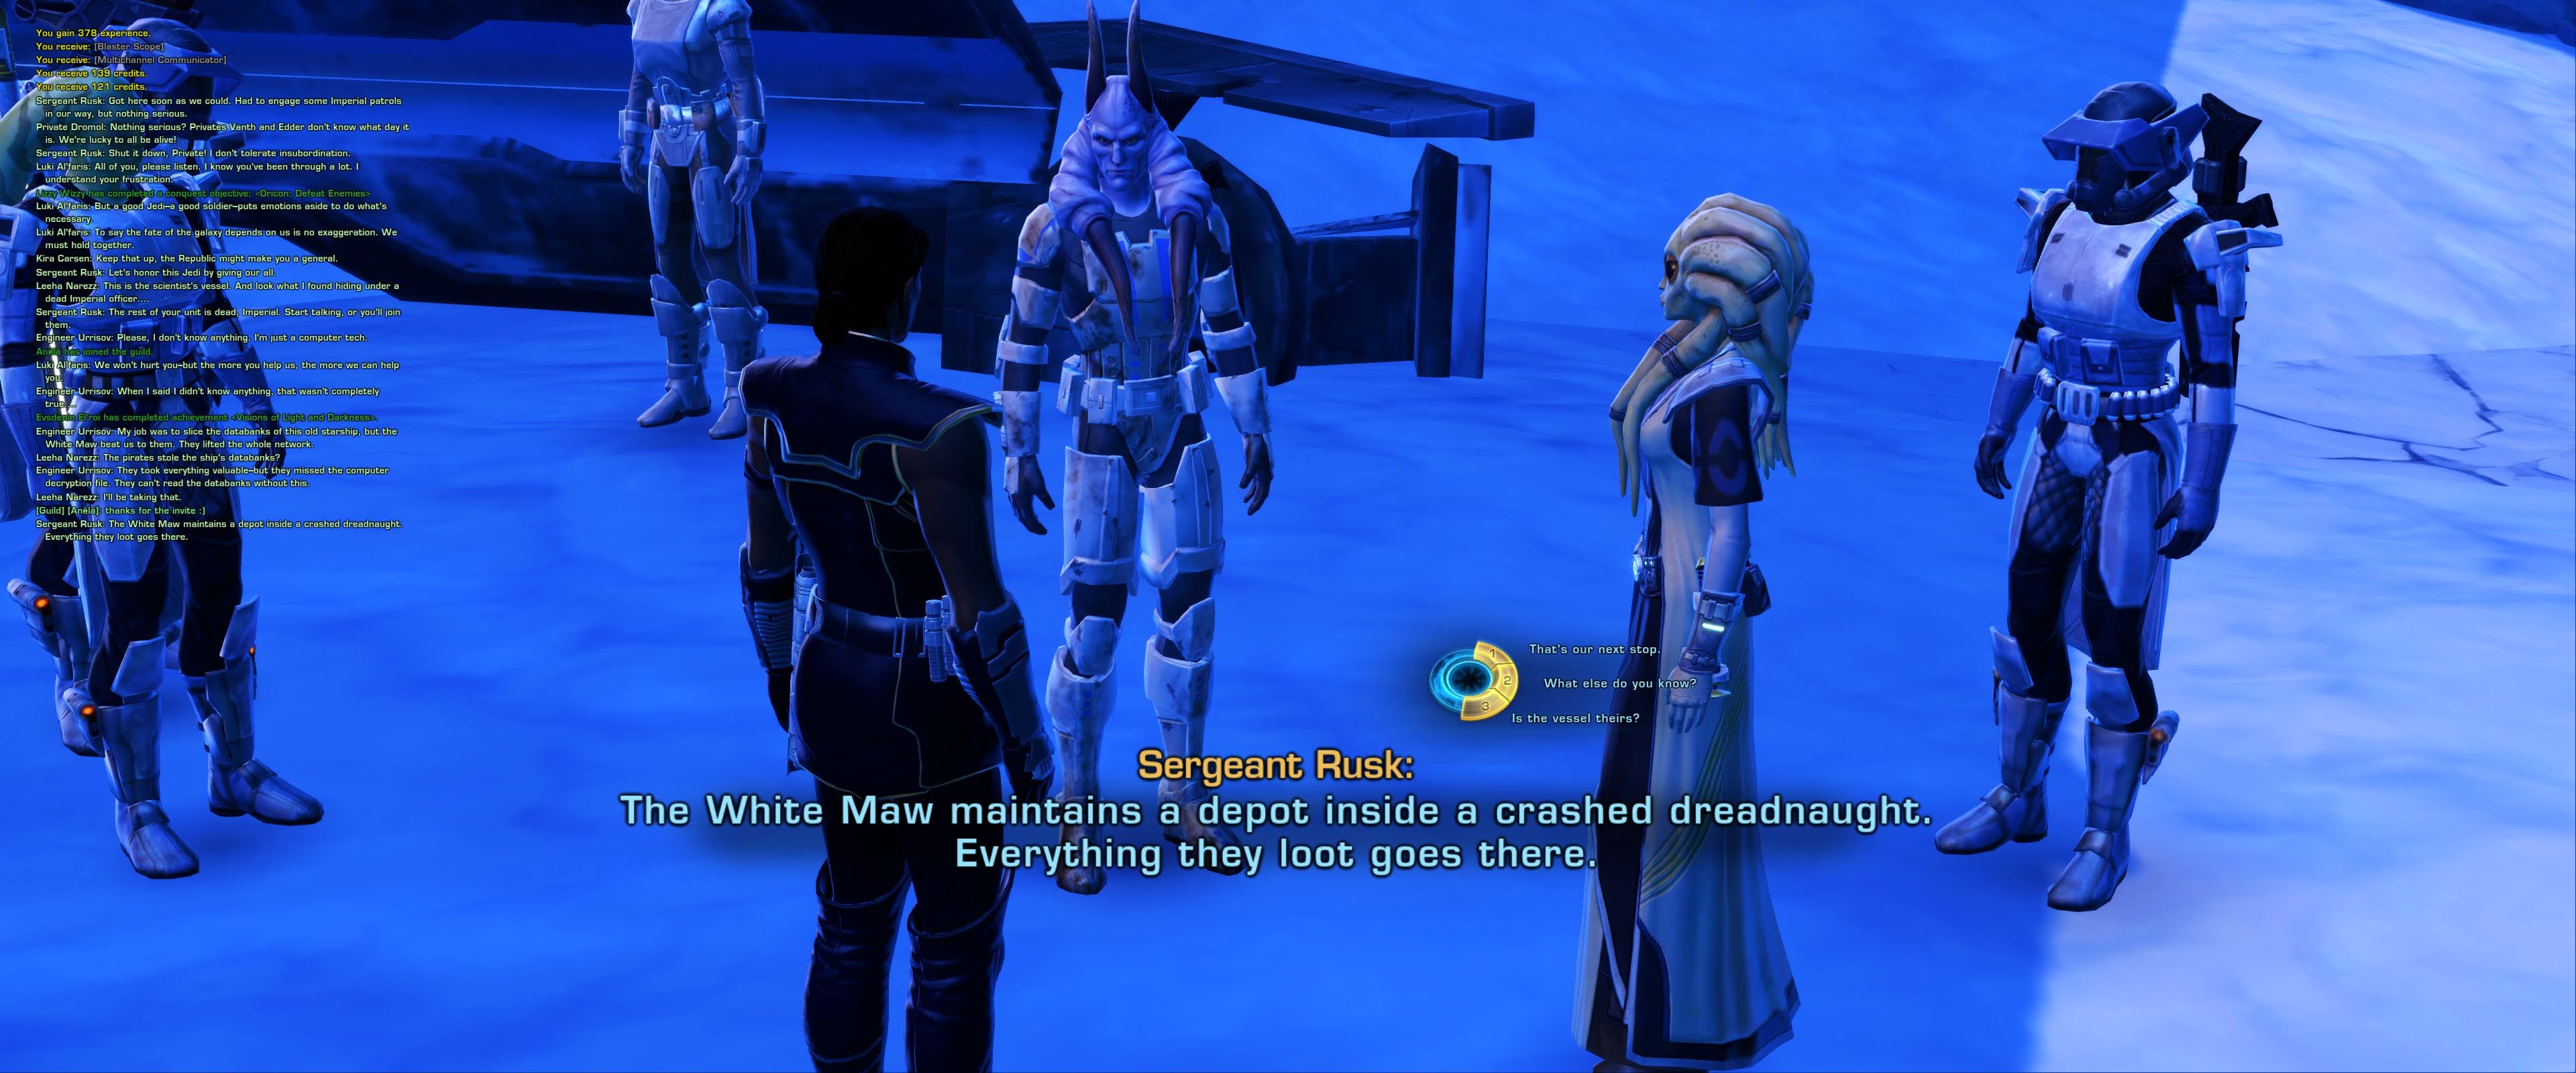 You gain 378 experience.
You receive: [Blaster Scope]
You receive: [Multichannel Communicator]
You receive 139 credits.
You receive 121 credits.
Sergeant Rusk: Got here soon as we could. Had to engage some Imperial patrols
in our way, but nothing serious.
Private Dromol: Nothing serious? Privates Vanth and Edder don't know what day it
is. We're lucky to all be alive!
Sergeant Rusk: Shut it down, Private! I don't tolerate insubordination.
Luki Al'faris: All of you, please listen. I know you've been through a lot. I
understand your frustration.
Lizzy Wizzy has completed a conquest objective: <Oricon: Defeat Enemies>
Luki Al'faris: But a good Jedi—a good soldier—puts emotions aside to do what's
necessary.
Luki Al'faris: To say the fate of the galaxy depends on us is no exaggeration. We
must hold together.
Kira Carsen: Keep that up, the Republic might make you a general.
Sergeant Rusk: Let's honor this Jedi by giving our all.
Leeha Narezz: This is the scientist's vessel. And look what I found hiding under a
dead Imperial officer....
Sergeant Rusk: The rest of your unit is dead, Imperial. Start talking, or you'll join
them.
Engineer Urrisov: Please, I don't know anything. I'm just a computer tech.
Anéla has joined the guild.
Luki Al'faris: We won't hurt you—but the more you help us, the more we can help
you.
Engineer Urrisov: When I said I didn't know anything, that wasn't completely
true....
Evsdenin El'roi has completed achievement <Visions of Light and Darkness>
Engineer Urrisov: My job was to slice the databanks of this old starship, but the
White Maw beat us to them. They lifted the whole network.
Leeha Narezz: The pirates stole the ship's databanks?
Engineer Urrisov: They took everything valuable—but they missed the computer
decryption file. They can't read the databanks without this.
Leeha Narezz: I'll be taking that.
[Guild] [Anéla]: thanks for the invite :)
Sergeant Rusk: The White Maw maintains a depot inside a crashed dreadnaught.
Everything they loot goes there.
1 That's our next stop.
2 What else do you know?
3 Is the vessel theirs?
Sergeant Rusk:
The White Maw maintains a depot inside a crashed dreadnaught.
Everything they loot goes there.